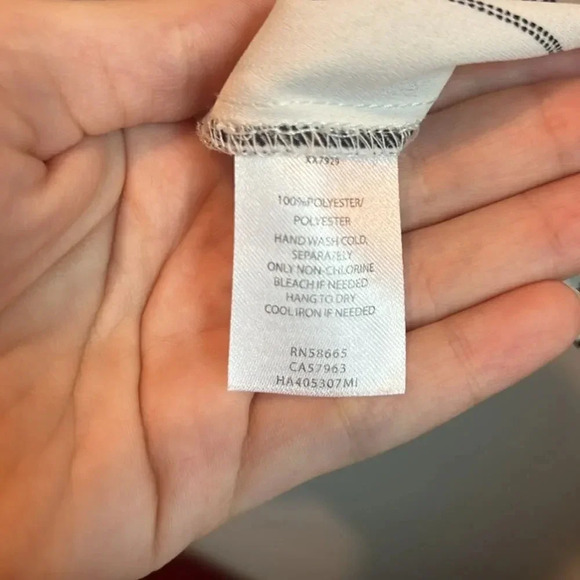 XX7929
100%POLYESTER/
POLYESTER
HAND WASH COLD,
SEPARATELY
ONLY NON-CHLORINE
BLEACH IF NEEDED
HANG TO DRY
COOL IRON IF NEEDED
RN58665
CA57963
HA405307MI